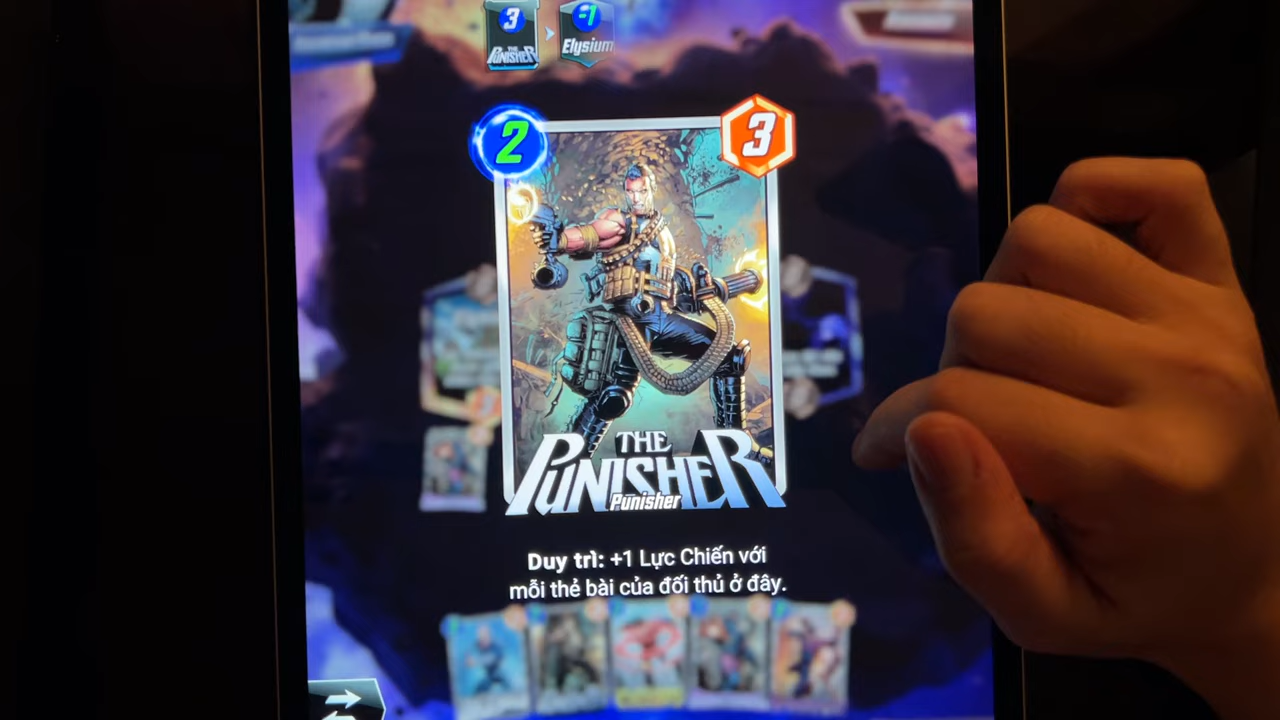 3
-1
THE PUNISHER
Elysium
2
3
THE
PUNISHER
Punisher
Duy trì: +1 Lực Chiến với
mỗi thẻ bài của đối thủ ở đây.